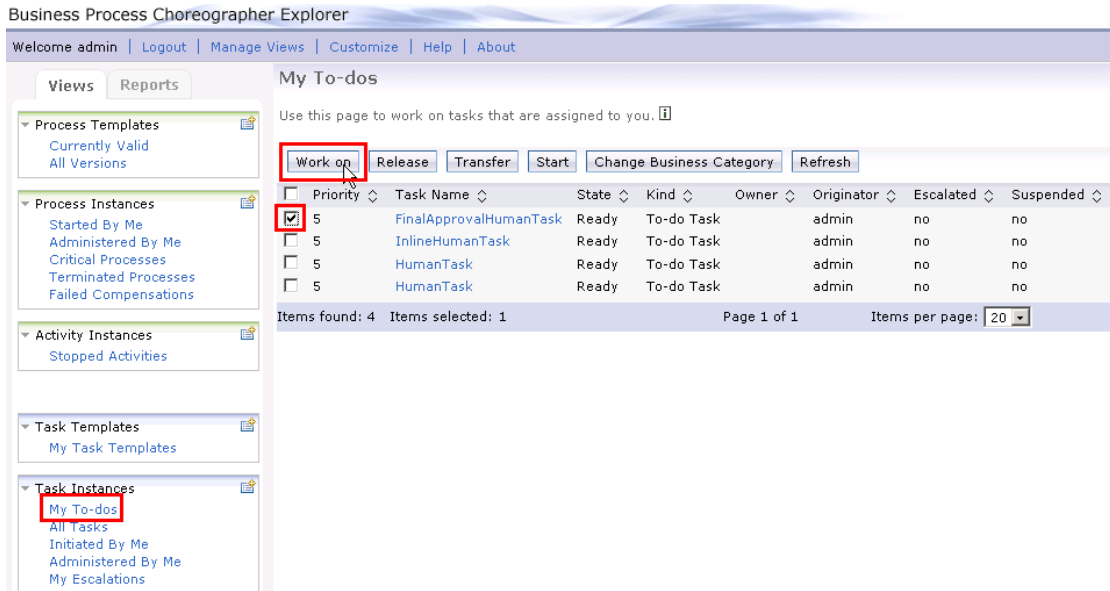 Business Process Choreographer Explorer
Welcome admin | Logout | Manage Views | Customize | Help | About
Views Reports
Process Templates
Currently Valid
All Versions
Process Instances
Started By Me
Administered By Me
Critical Processes
Terminated Processes
Failed Compensations
Activity Instances
Stopped Activities
Task Templates
My Task Templates
Task Instances
My To-dos
All Tasks
Initiated By Me
Administered By Me
My Escalations
My To-dos
Use this page to work on tasks that are assigned to you. i
Work on Release Transfer Start Change Business Category Refresh
Priority Task Name State Kind Owner Originator Escalated Suspended
5 FinalApprovalHumanTask Ready To-do Task admin no no
5 InlineHumanTask Ready To-do Task admin no no
5 HumanTask Ready To-do Task admin no no
5 HumanTask Ready To-do Task admin no no
Items found: 4 Items selected: 1 Page 1 of 1 Items per page: 20